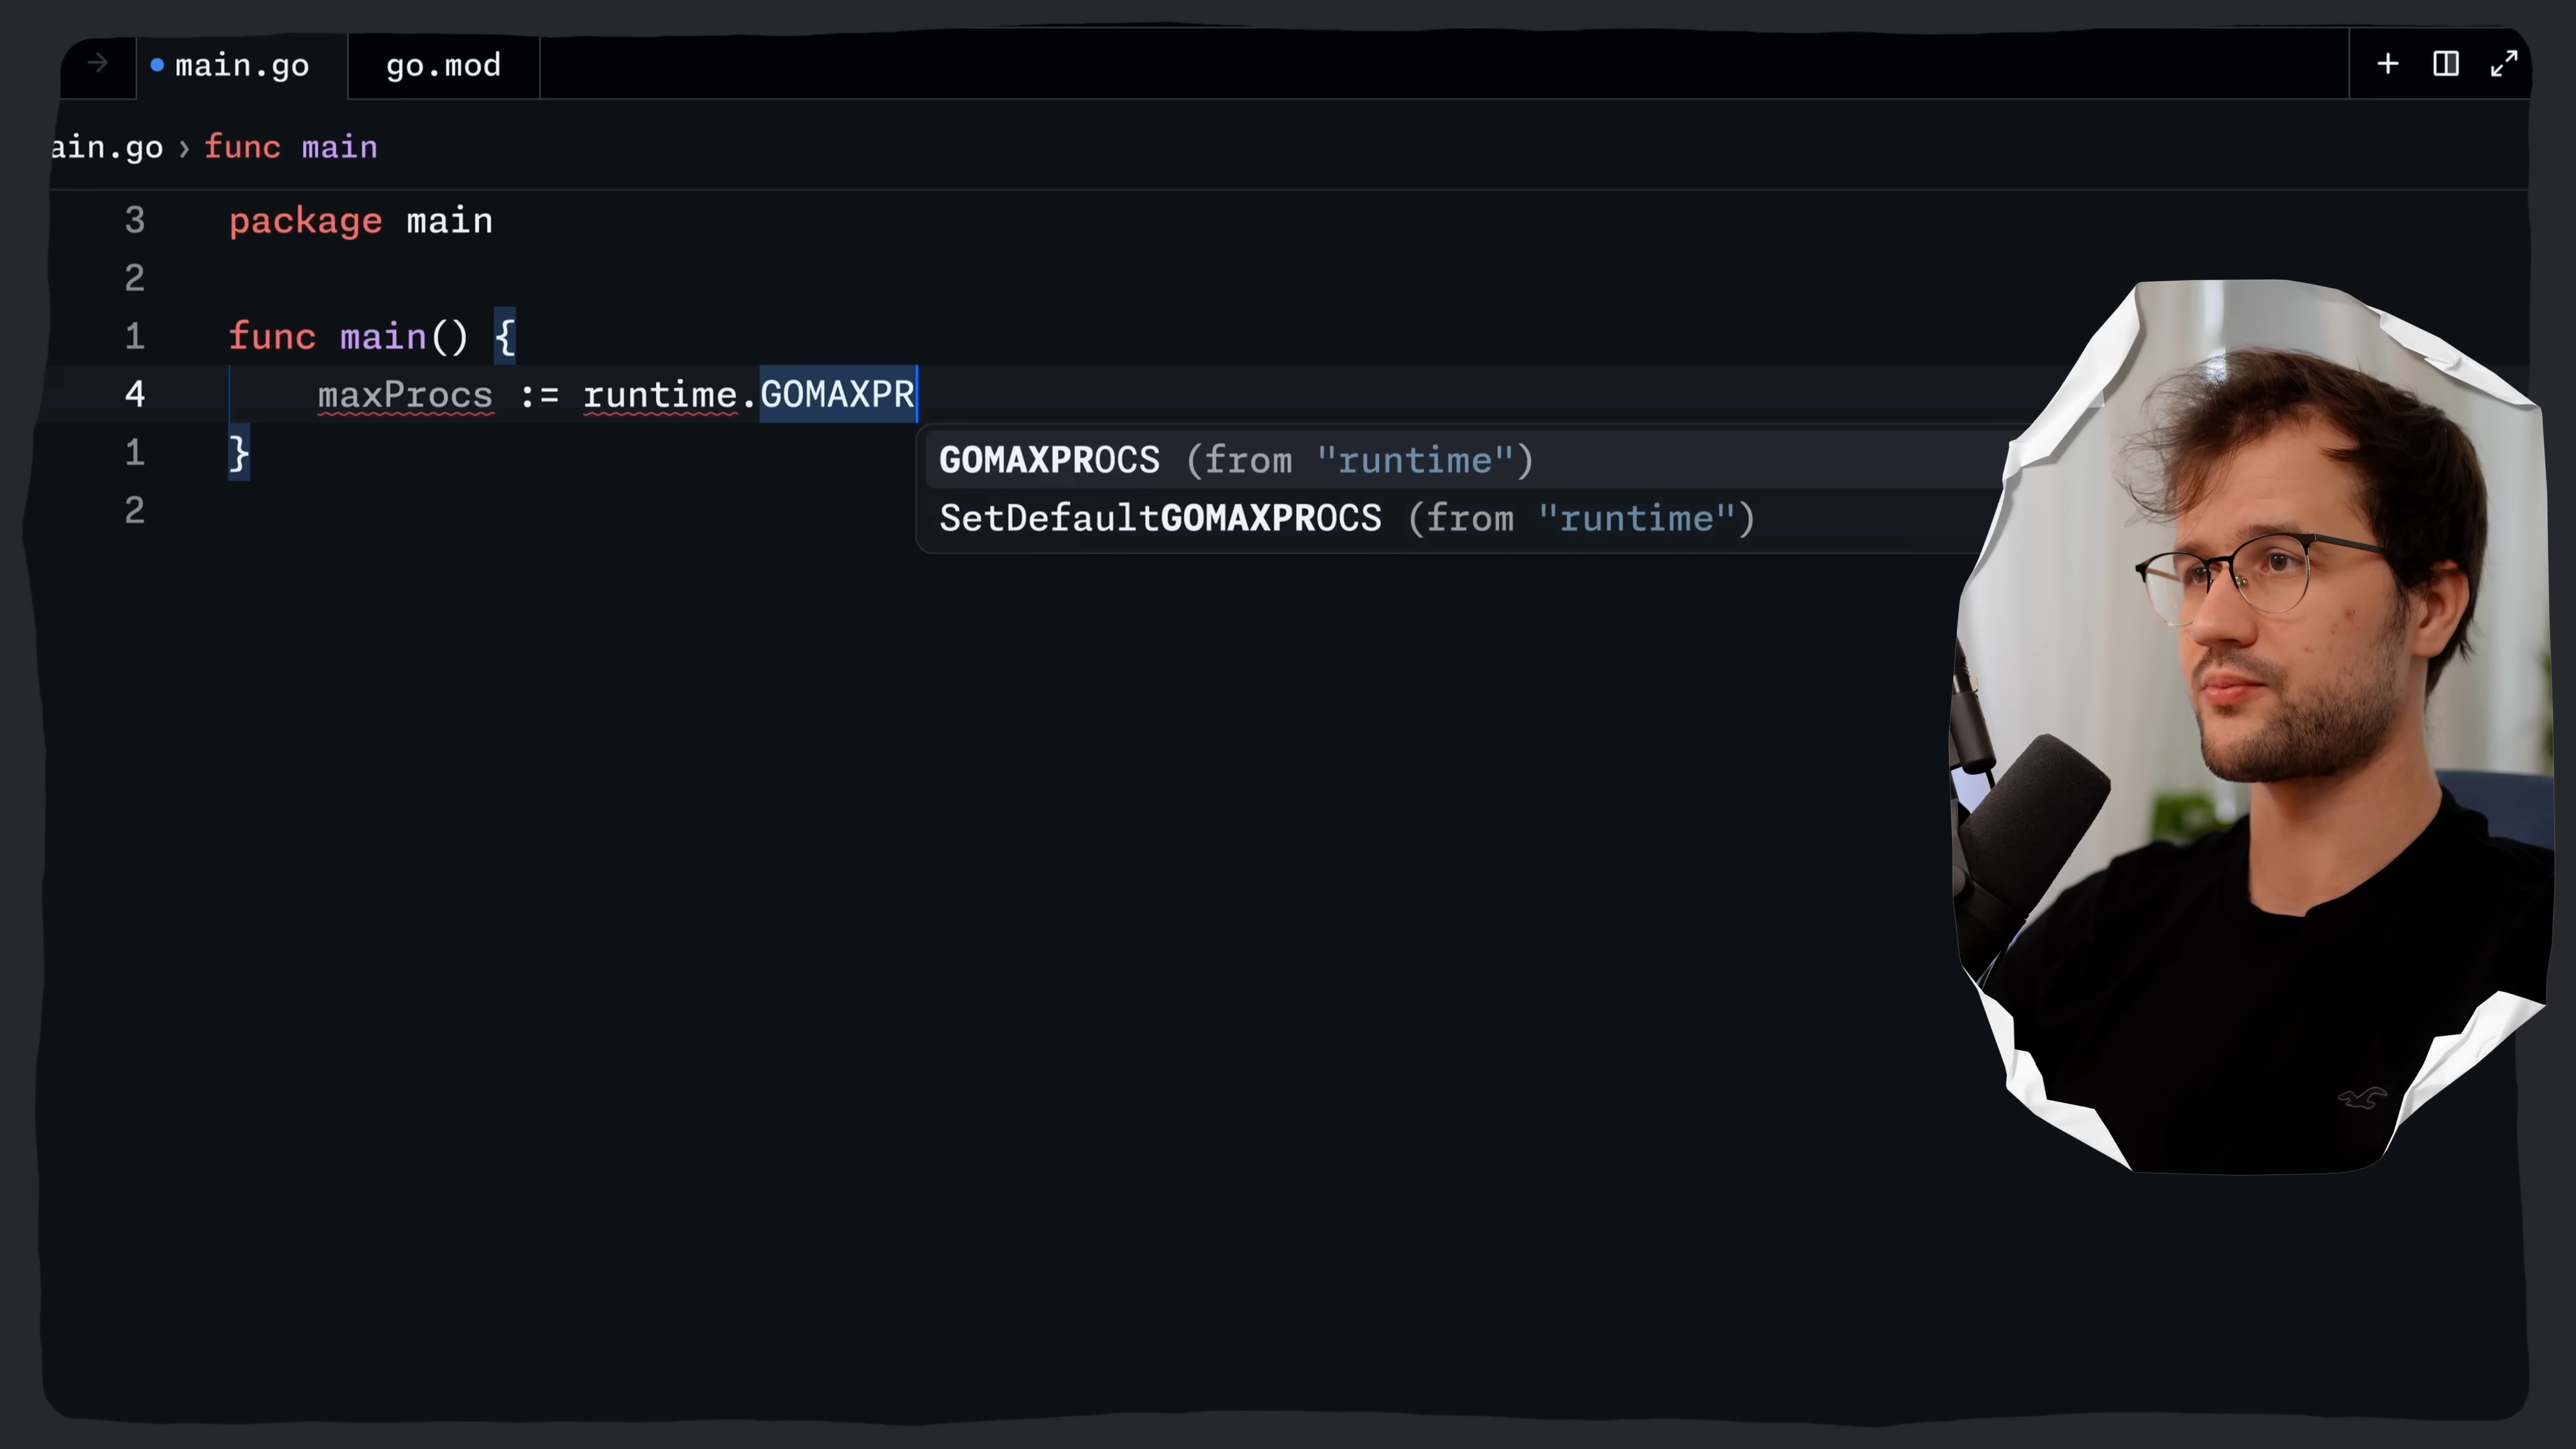 main.go go.mod
ain.go › func main
3 package main
2
1 func main() {
4 maxProcs := runtime.GOMAXPR
GOMAXPROCS (from "runtime")
1 }
SetDefaultGOMAXPROCS (from "runtime")
2